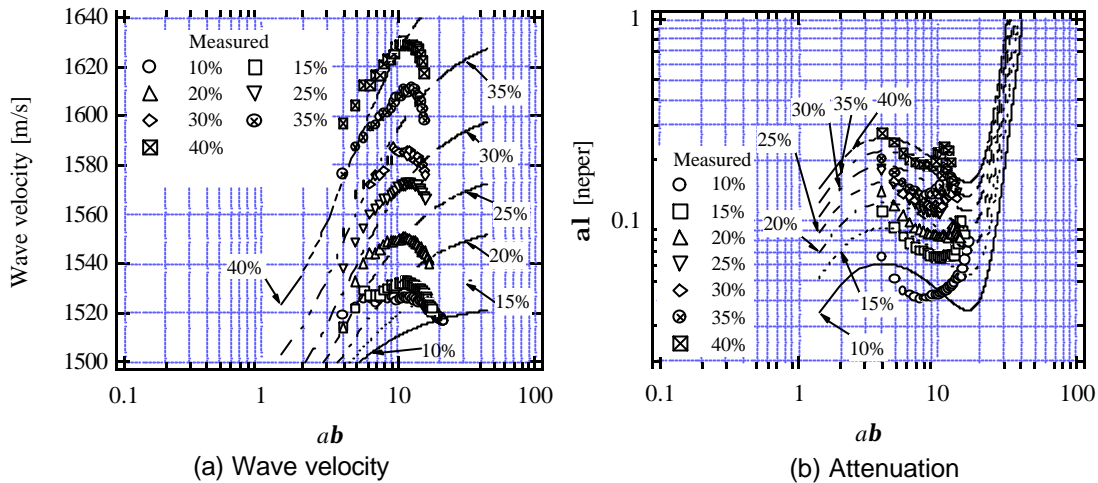 1640
1620
1600
1580
1560
1540
1520
1500
Wave velocity [m/s]
Measured
10% 15%
20% 25%
30% 35%
40%
35%
30%
25%
20%
15%
10%
40%
0.1 1 10 100
ab
(a) Wave velocity
1
0.1
al [neper]
30% 35% 40%
25%
20%
15%
10%
Measured
10%
15%
20%
25%
30%
35%
40%
0.1 1 10 100
ab
(b) Attenuation